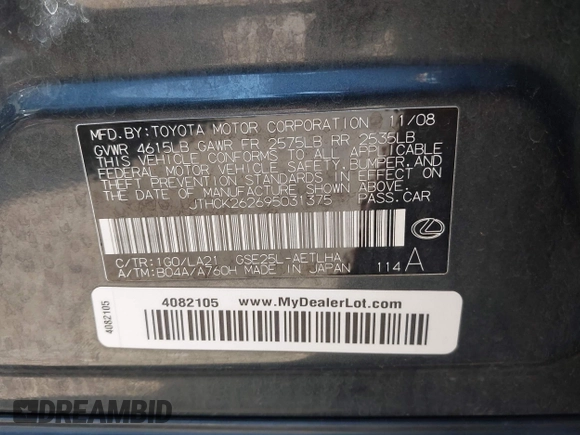 MFD.BY:TOYOTA MOTOR CORPORATION 11/08
GVWR 4615LB GAWR FR 2575LB RR 2535LB
THIS VEHICLE CONFORMS TO ALL APPLICABLE
FEDERAL MOTOR VEHICLE SAFETY, BUMPER, AND
THEFT PREVENTION STANDARDS IN EFFECT ON
THE DATE OF MANUFACTURE SHOWN ABOVE.
JTHCK262695031375 PASS.CAR
C/TR:1G0/LA21 GSE25L-AETLHA
A/TM:B04A/A760H MADE IN JAPAN 114 A
4082105
4082105 www.MyDealerLot.com
DREAMBID